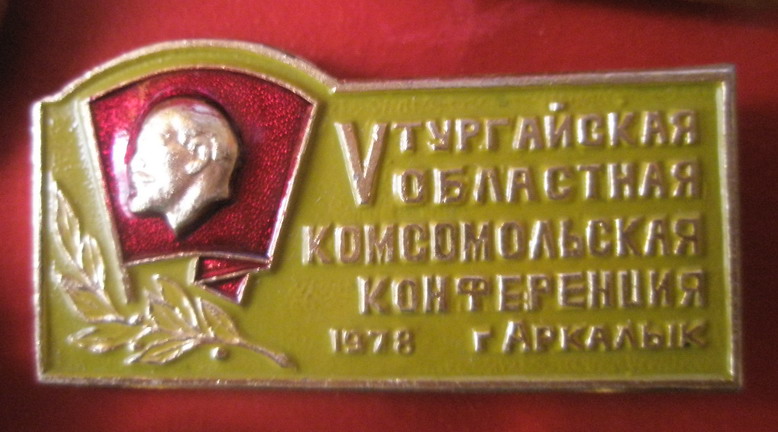 V ТУРГАЙСКАЯ
ОБЛАСТНАЯ
КОМСОМОЛЬСКАЯ
КОНФЕРЕНЦИЯ
1978 г АРКАЛЫК